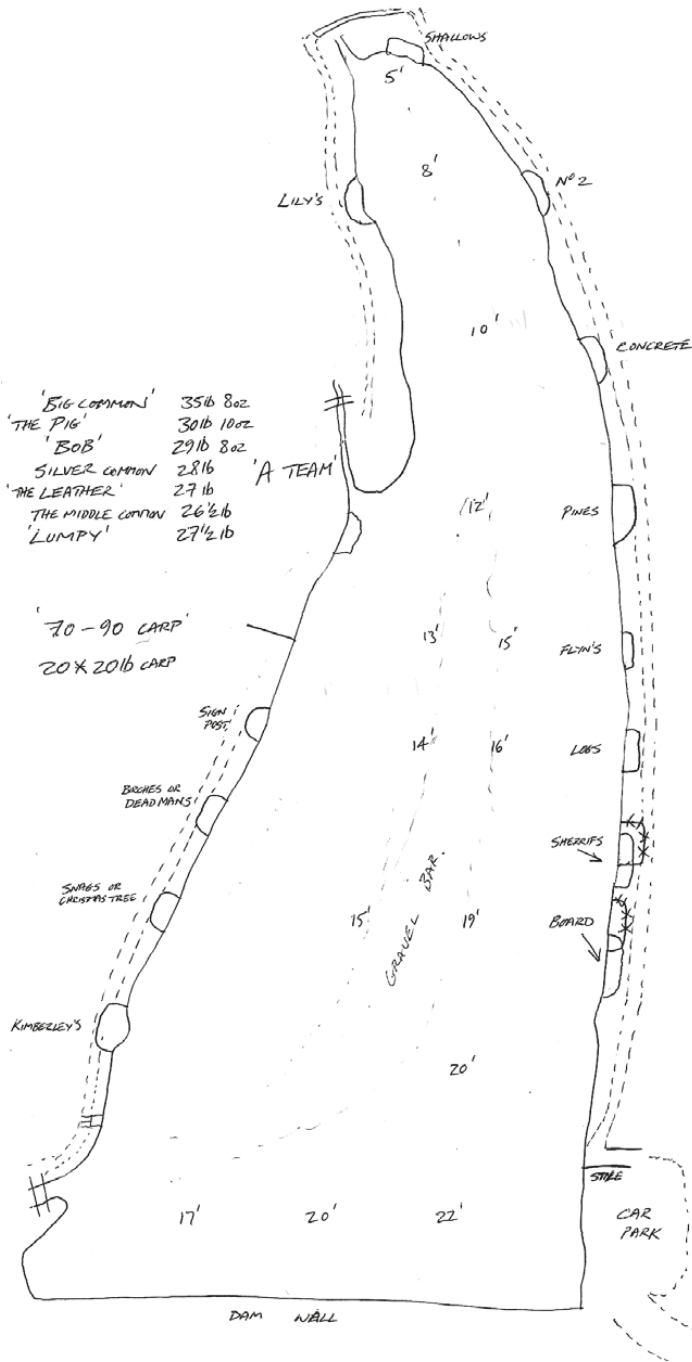 SHALLOWS
5'
8'
Nº 2
LILY'S
10'
CONCRETE
'BIG COMMON' 35lb 8oz
'THE PIG' 30lb 10oz
'BOB' 29lb 8oz
SILVER COMMON 28lb
'A TEAM'
'THE LEATHER' 27lb
THE MIDDLE COMMON 26½lb
'LUMPY' 27½lb
12'
PINES
'70-90 CARP'
20 x 20lb CARP
13'
15'
FLYN'S
SIGN
POST
14'
16'
LOGS
BIRCHES OR
DEADMANS
SHERRIFS
SNAGS OR
CHRISTMAS TREE
15'
GRAVEL BAR.
19'
BOARD
KIMBERLEY'S
20'
STILE
17'
20'
22'
CAR
PARK
DAM WALL